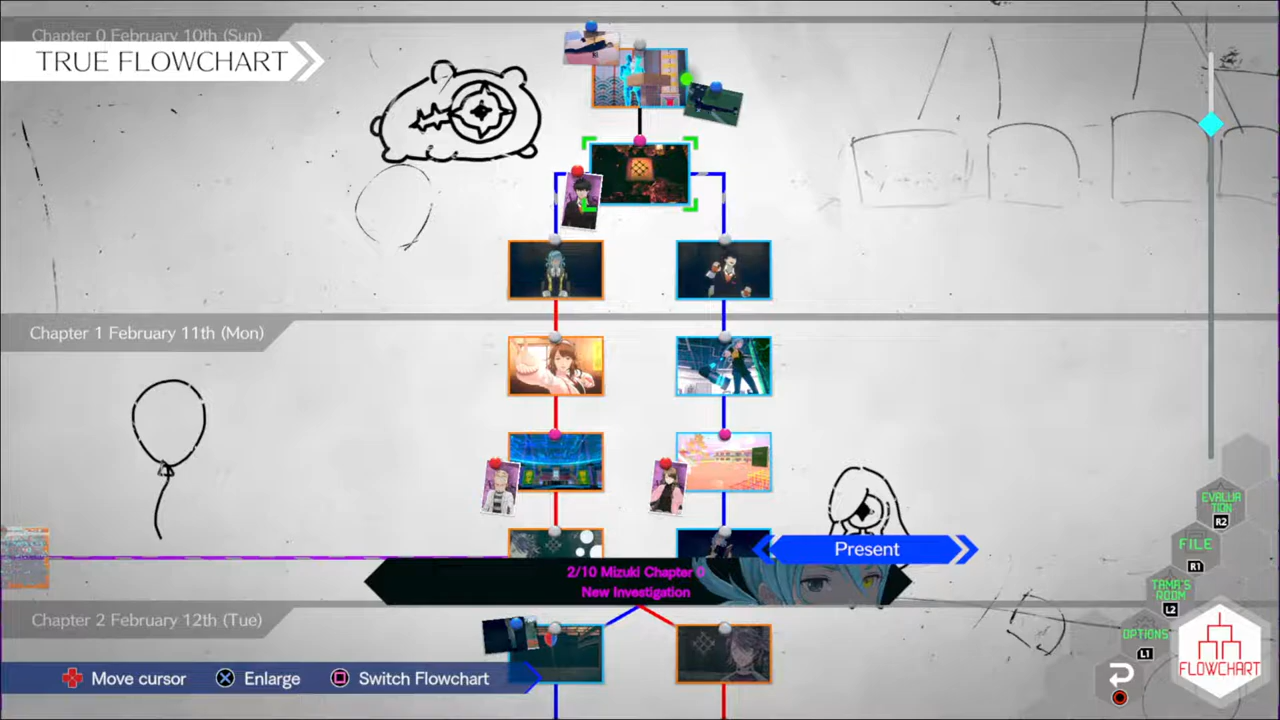 Chapter 0 February 10th (Sun)
TRUE FLOWCHART
Chapter 1 February 11th (Mon)
EVALUA
TION
R2
Present
FILE
R1
2/10 Mizuki Chapter 0
New Investigation
TAMA'S
ROOM
L2
Chapter 2 February 12th (Tue)
OPTIONS
L1
FLOWCHART
Move cursor
Enlarge
Switch Flowchart